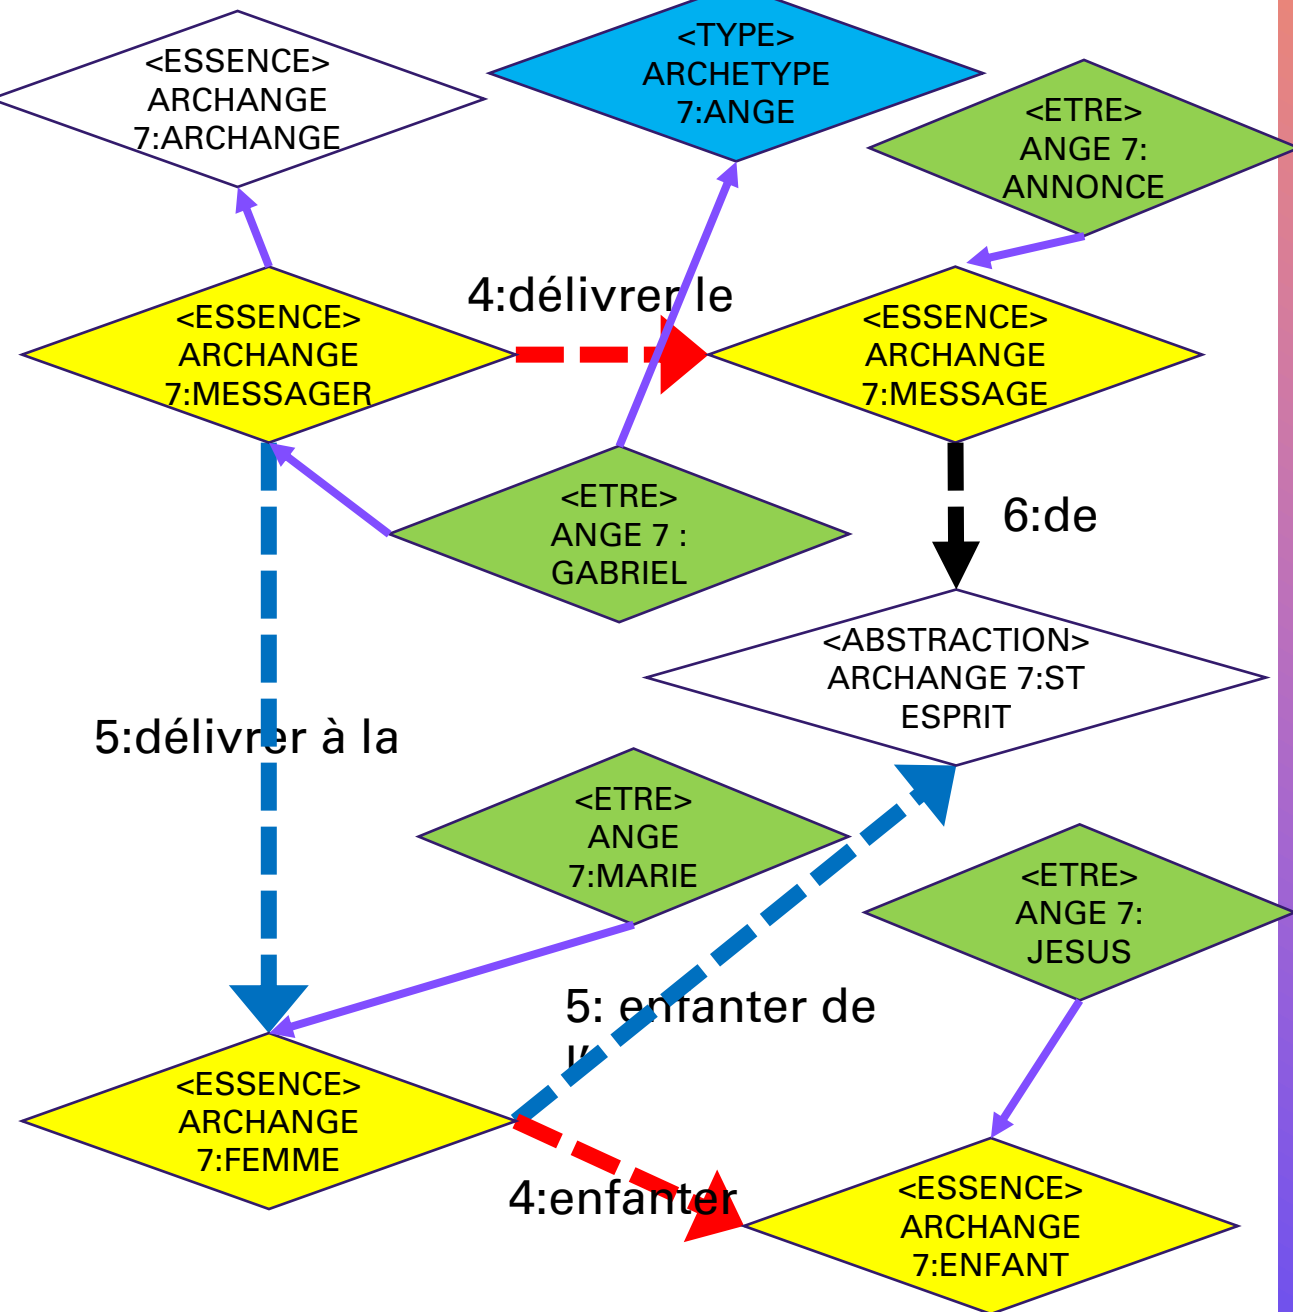 <ESSENCE>
ARCHANGE
7:ARCHANGE
<TYPE>
ARCHETYPE
7:ANGE
<ETRE>
ANGE 7:
ANNONCE
4:délivrer le
<ESSENCE>
ARCHANGE
7:MESSAGER
<ESSENCE>
ARCHANGE
7:MESSAGE
<ETRE>
ANGE 7 :
GABRIEL
6:de
<ABSTRACTION>
ARCHANGE 7:ST
ESPRIT
5:délivrer à la
<ETRE>
ANGE
7:MARIE
<ETRE>
ANGE 7:
JESUS
5: enfanter de
l’
<ESSENCE>
ARCHANGE
7:FEMME
4:enfanter
<ESSENCE>
ARCHANGE
7:ENFANT